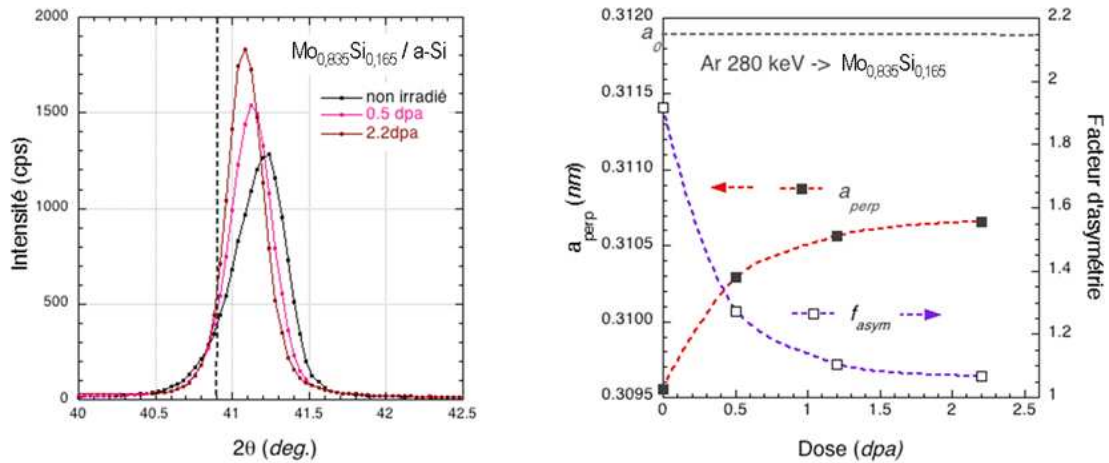 2000
1500
1000
500
0
40
40.5
41
41.5
42
42.5
Intensité (cps)
2θ (deg.)
Mo0,835Si0,165 / a-Si
non irradié
0.5 dpa
2.2dpa
0.3120
0.3115
0.3110
0.3105
0.3100
0.3095
a perp (nm)
a0
Ar 280 keV -> Mo0,835Si0,165
a perp
f asym
0
0.5
1
1.5
2
2.5
Dose (dpa)
2.2
2
1.8
1.6
1.4
1.2
1
Facteur d'asymétrie